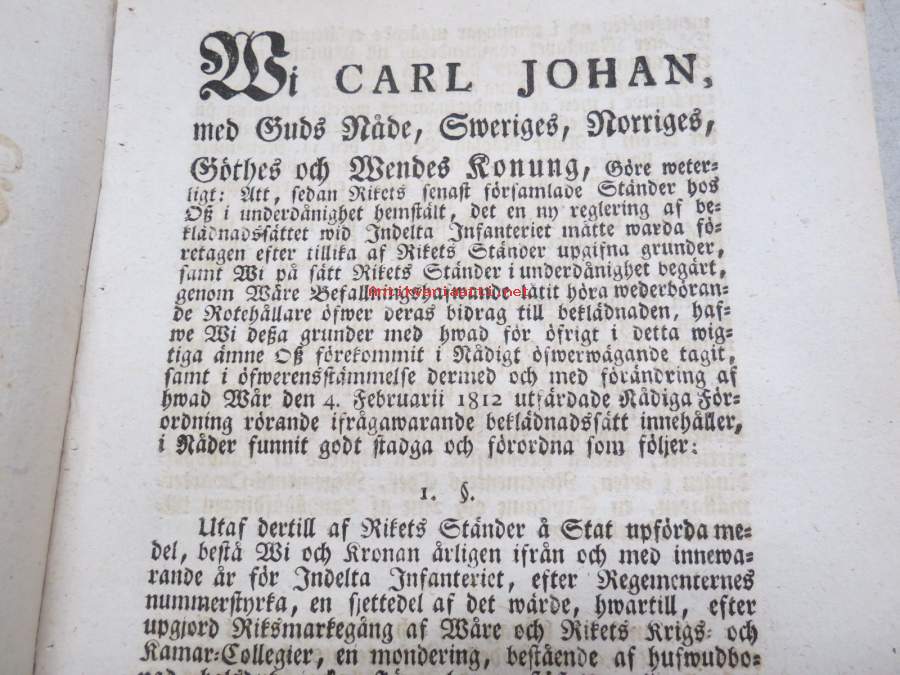 Wi CARL JOHAN,
med Guds Nåde, Sweriges, Norriges,
Göthes och Wendes Konung, Göre weter-
ligt: Att, sedan Rikets senast församlade Ständer hos
Oß i underdånighet hemstält, det en ny reglering af be-
klädnadssättet wid Indelta Infanteriet måtte warda fö-
retagen efter tillika af Rikets Ständer upgifna grunder,
samt Wi på sätt Rikets Ständer i underdånighet begärt,
genom Wåre Befallningshafwande låtit höra wederböran-
de Rotehållare öfwer deras bidrag till beklädnaden, haf-
we Wi deßa grunder med hwad för öfrigt i detta wig-
tiga ämne Oß förekommit i Nådigt öfwerwägande tagit,
samt i öfwerensstämmelse dermed och med förändring af
hwad Wår den 4. Februarii 1812 utfärdade Nådiga För-
ordning rörande ifrågawarande beklädnadssätt innehåller,
i Nåder funnit godt stadga och förordna som följer:
1. §.
Utaf dertill af Rikets Ständer å Stat upförda me-
del, bestå Wi och Kronan årligen ifrån och med innewa-
rande år för Indelta Infanteriet, efter Regementernes
nummerstyrka, en sjettedel af det wärde, hwartill, efter
upgjord Riksmarkegång af Wåre och Rikets Krigs- och
Kamar-Collegier, en mondering, bestående af hufwudbo-